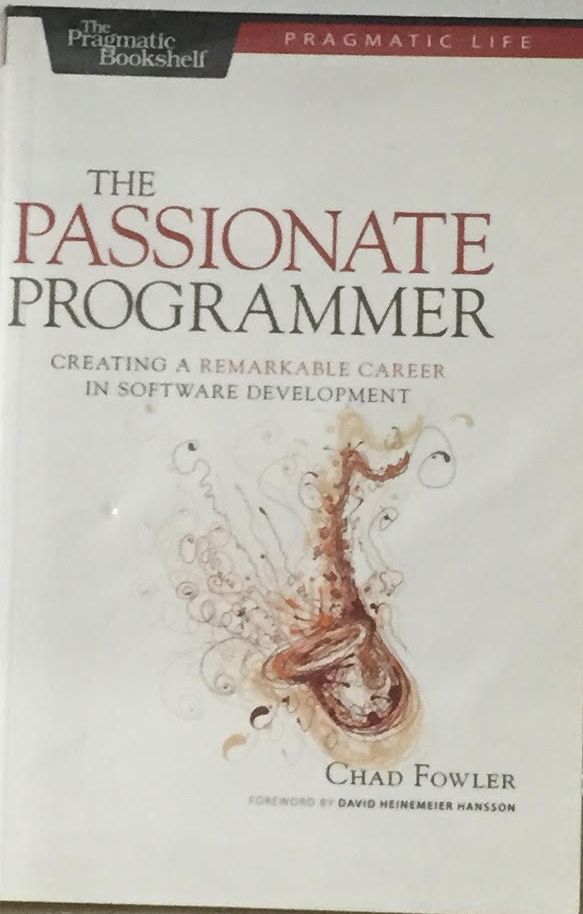 The
Pragmatic
Bookshelf
PRAGMATIC LIFE
THE
PASSIONATE
PROGRAMMER
CREATING A REMARKABLE CAREER
IN SOFTWARE DEVELOPMENT
CHAD FOWLER
FOREWORD BY DAVID HEINEMEIER HANSSON